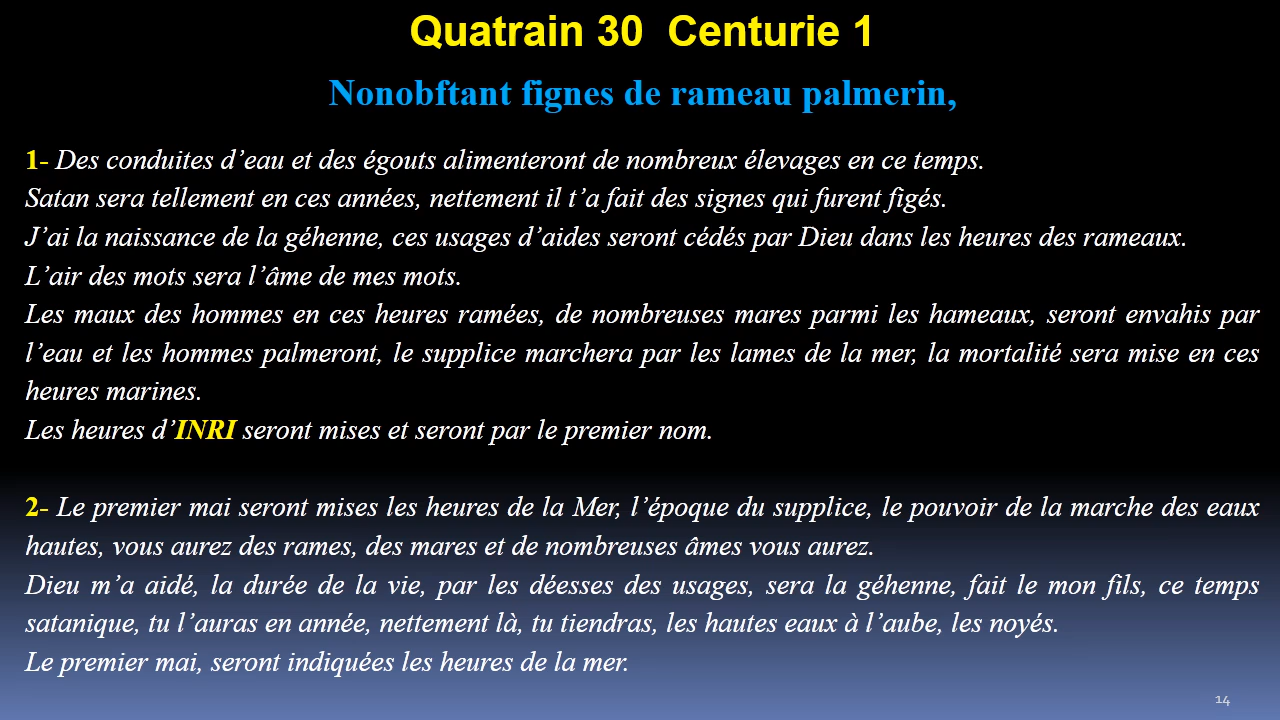 Quatrain 30 Centurie 1
Nonobftant fignes de rameau palmerin,
1- Des conduites d’eau et des égouts alimenteront de nombreux élevages en ce temps.
Satan sera tellement en ces années, nettement il t’a fait des signes qui furent figés.
J’ai la naissance de la géhenne, ces usages d’aides seront cédés par Dieu dans les heures des rameaux.
L’air des mots sera l’âme de mes mots.
Les maux des hommes en ces heures ramées, de nombreuses mares parmi les hameaux, seront envahis par
l’eau et les hommes palmeront, le supplice marchera par les lames de la mer, la mortalité sera mise en ces
heures marines.
Les heures d’INRI seront mises et seront par le premier nom.
2- Le premier mai seront mises les heures de la Mer, l’époque du supplice, le pouvoir de la marche des eaux
hautes, vous aurez des rames, des mares et de nombreuses âmes vous aurez.
Dieu m’a aidé, la durée de la vie, par les déesses des usages, sera la géhenne, fait le mon fils, ce temps
satanique, tu l’auras en année, nettement là, tu tiendras, les hautes eaux à l’aube, les noyés.
Le premier mai, seront indiquées les heures de la mer.
14